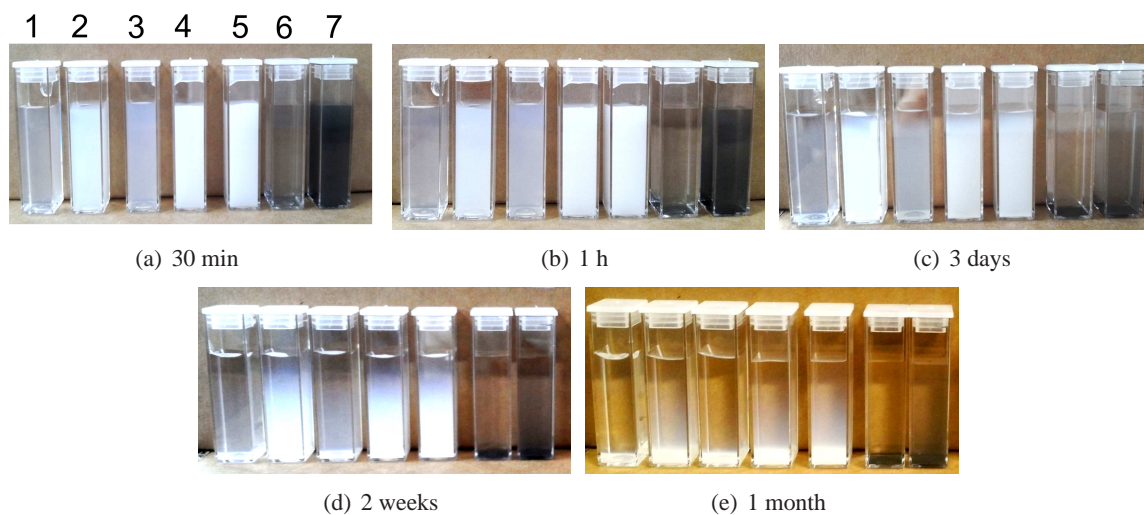 1 2 3 4 5 6 7
(a) 30 min
(b) 1 h
(c) 3 days
(d) 2 weeks
(e) 1 month